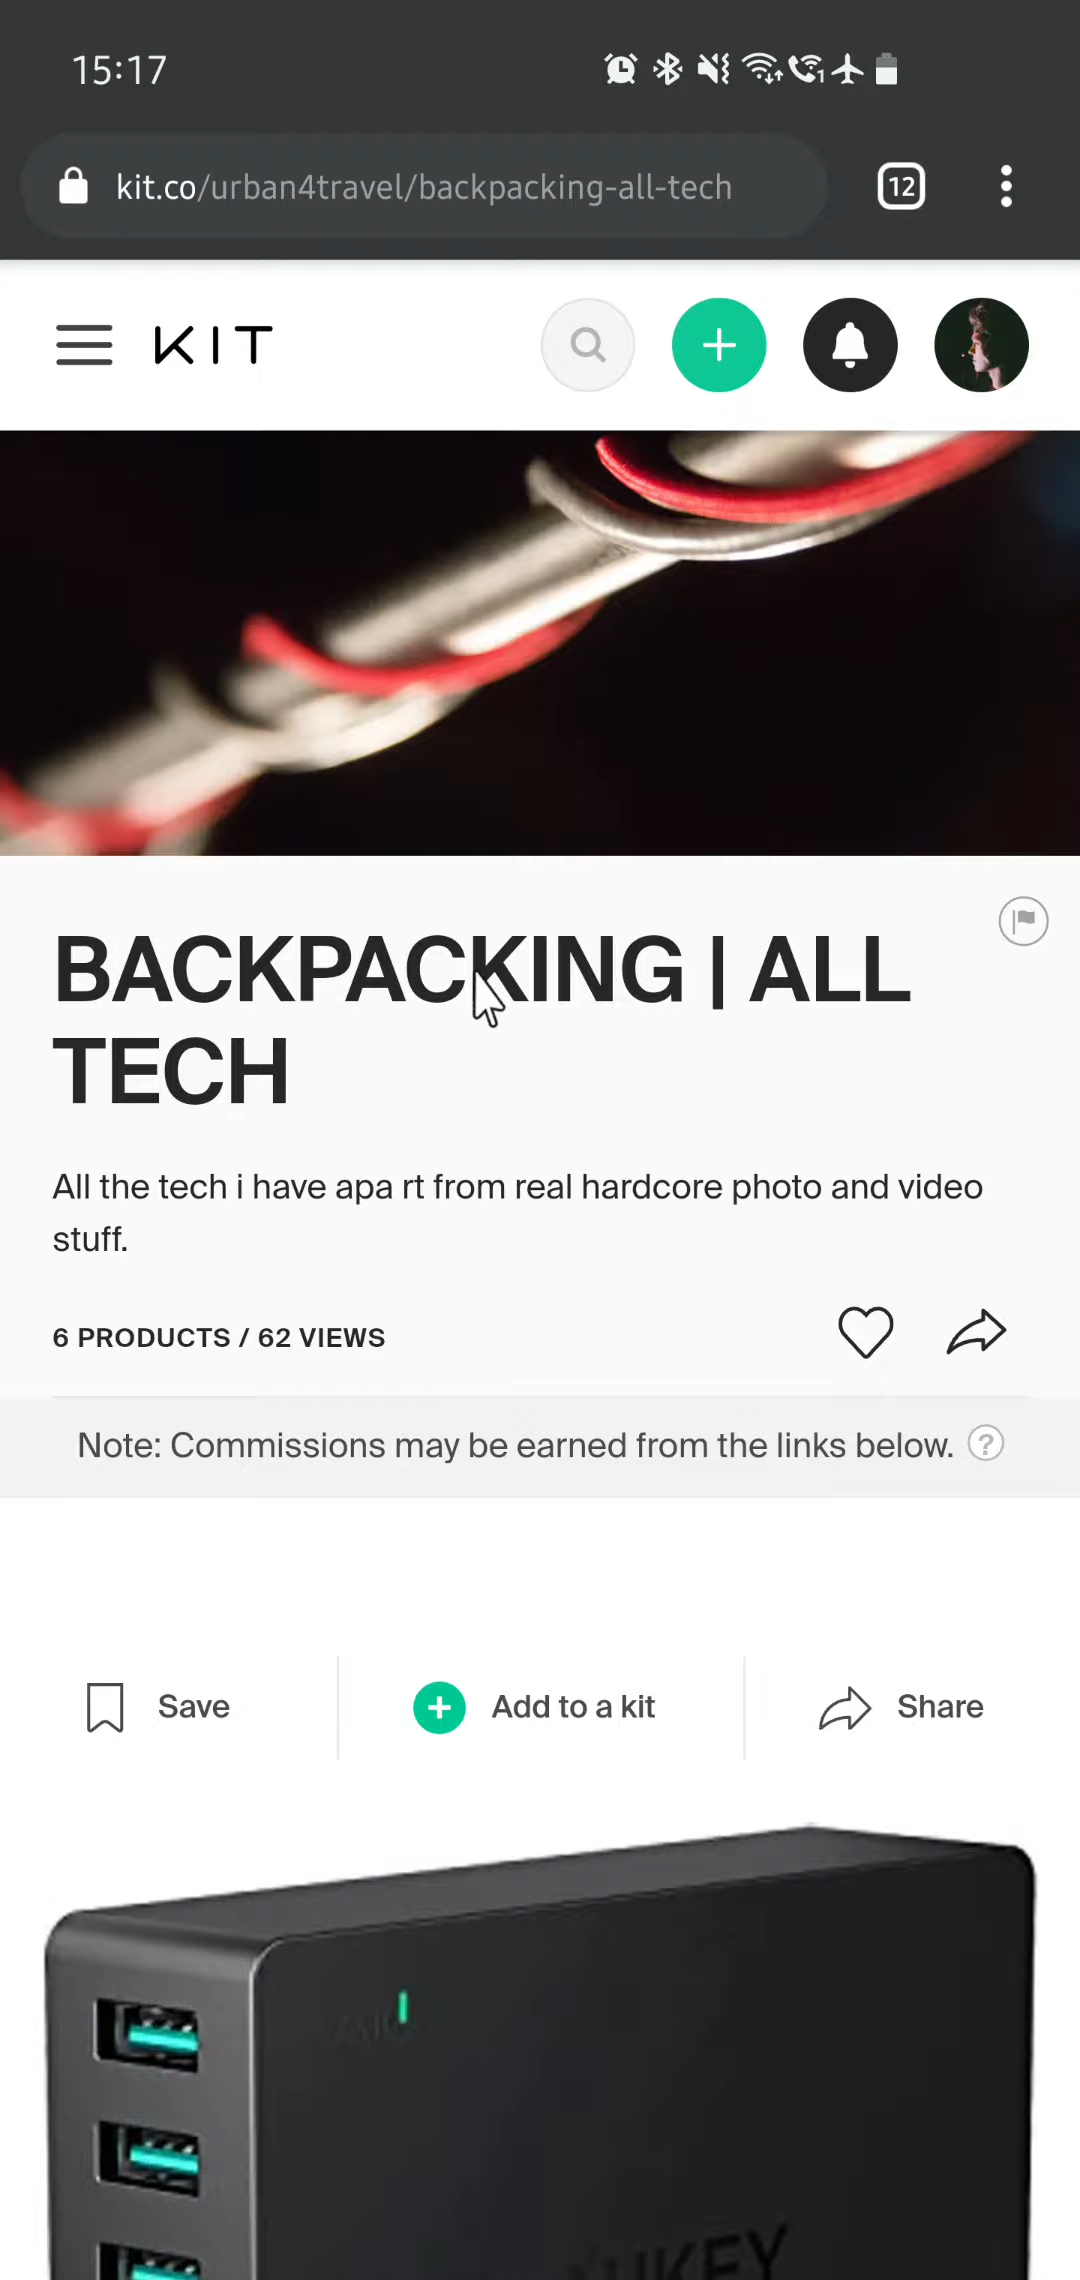 15:17
kit.co/urban4travel/backpacking-all-tech
12
KIT
BACKPACKING | ALL
TECH
All the tech i have apa rt from real hardcore photo and video
stuff.
6 PRODUCTS / 62 VIEWS
Note: Commissions may be earned from the links below. ?
Save
Add to a kit
Share
AUKEY